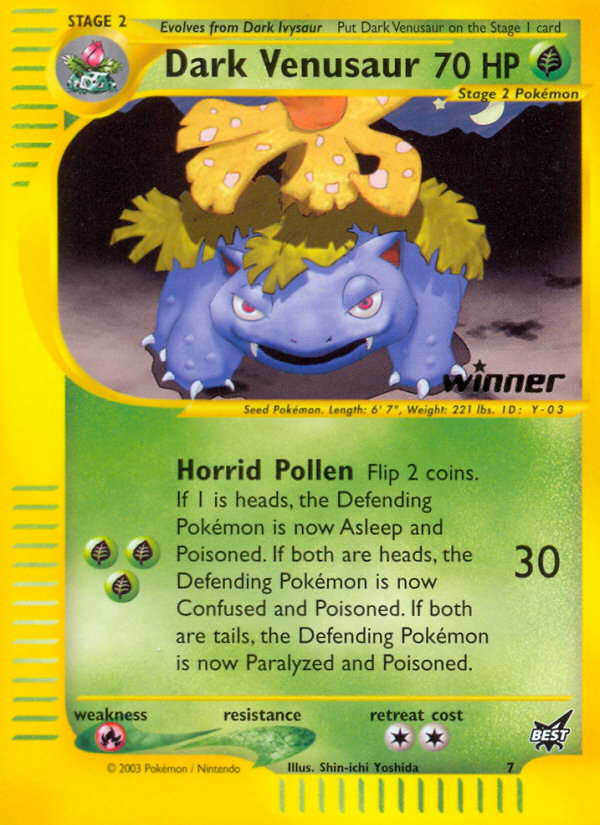 STAGE 2
Evolves from Dark Ivysaur Put Dark Venusaur on the Stage 1 card
Dark Venusaur 70 HP
Stage 2 Pokémon
winner
Seed Pokémon. Length: 6' 7", Weight: 221 lbs. ID: Y-03
Horrid Pollen Flip 2 coins.
If 1 is heads, the Defending
Pokémon is now Asleep and
Poisoned. If both are heads, the
Defending Pokémon is now
Confused and Poisoned. If both
are tails, the Defending Pokémon
is now Paralyzed and Poisoned.
30
weakness resistance retreat cost
BEST
© 2003 Pokémon / Nintendo Illus. Shin-ichi Yoshida 7